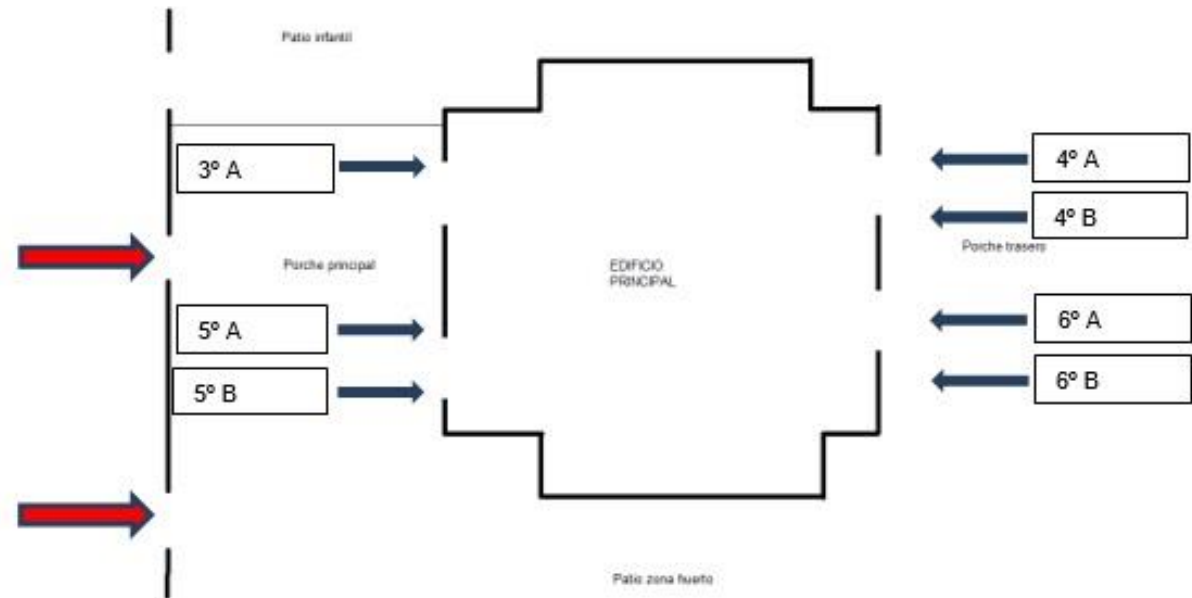 Patio infantil
3º A
4º A
4º B
Porche trasero
Porche principal
EDIFICIO
PRINCIPAL
5º A
6º A
5º B
6º B
Patio zona huerto